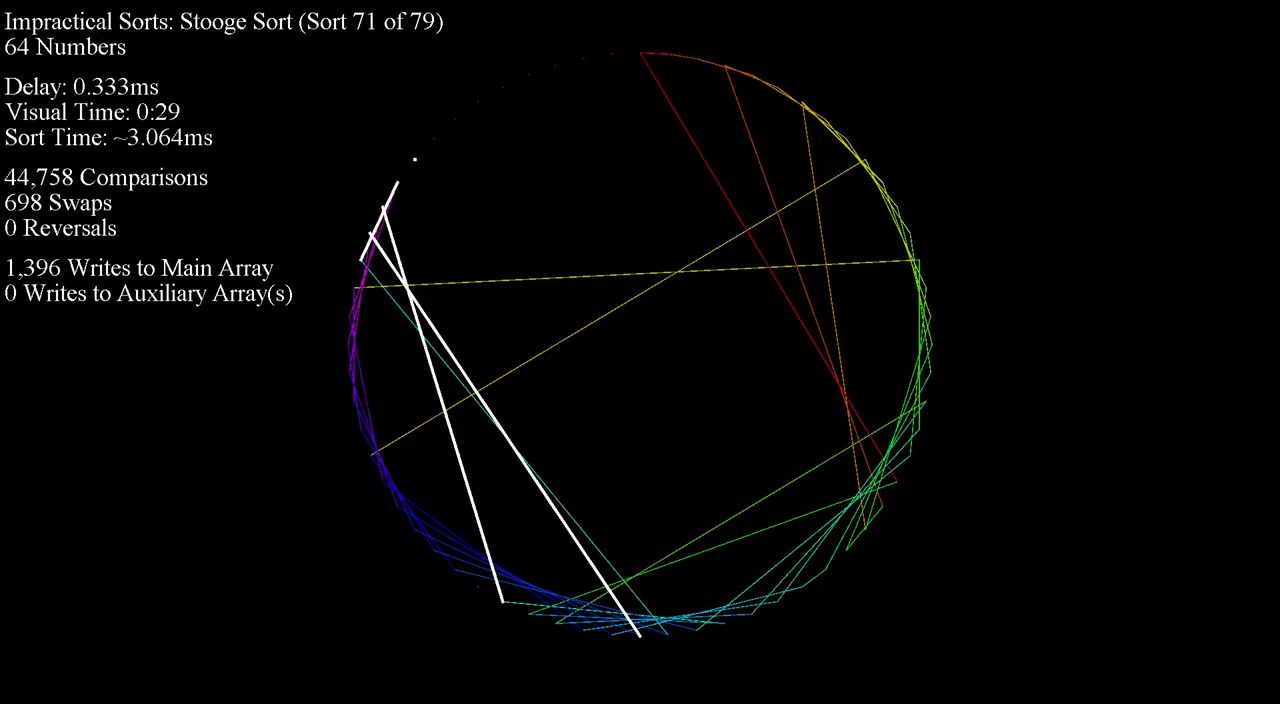 Impractical Sorts: Stooge Sort (Sort 71 of 79)
64 Numbers
Delay: 0.333ms
Visual Time: 0:29
Sort Time: ~3.064ms
44,758 Comparisons
698 Swaps
0 Reversals
1,396 Writes to Main Array
0 Writes to Auxiliary Array(s)